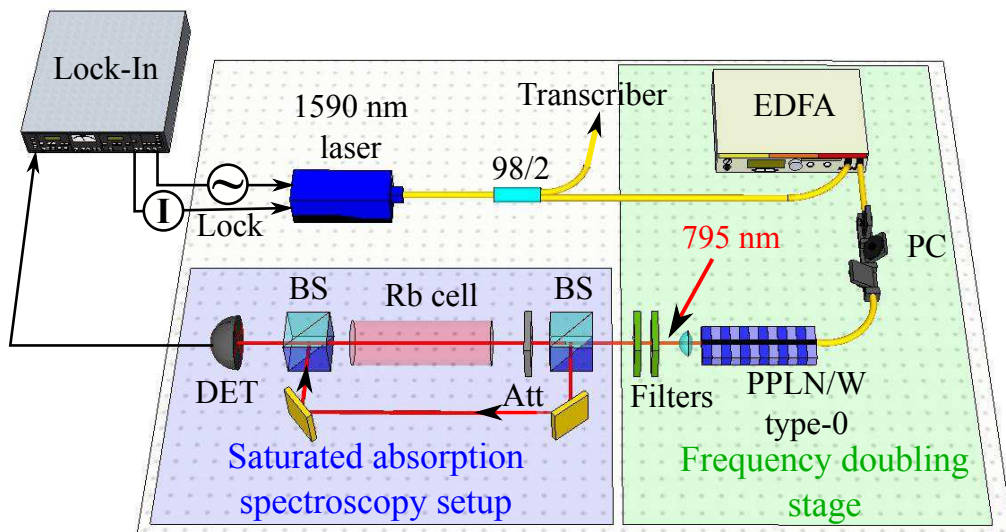 Lock-In
1590 nm
laser
98/2
Transcriber
EDFA
~
I
Lock
795 nm
PC
BS
Rb cell
BS
DET
Att
Filters
PPLN/W
type-0
Saturated absorption
spectroscopy setup
Frequency doubling
stage